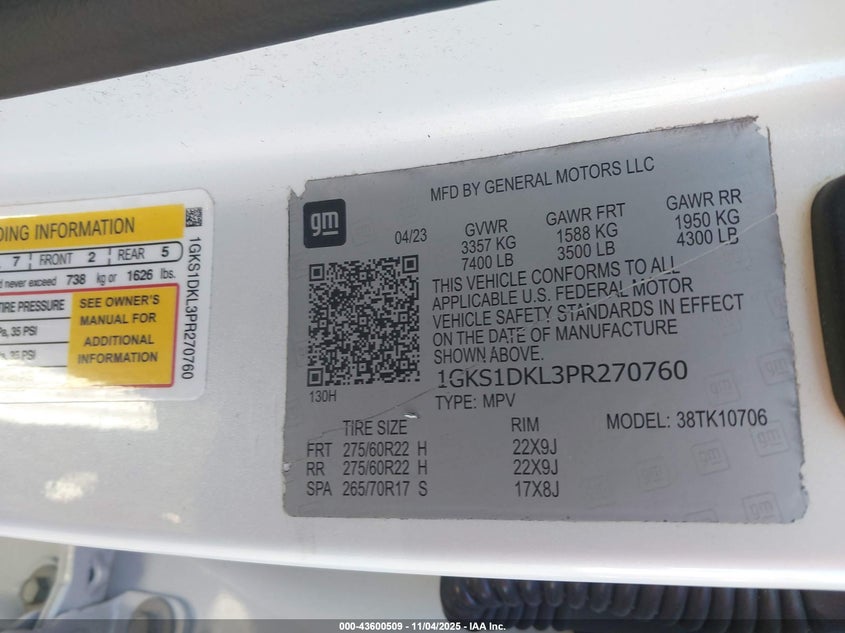 DING INFORMATION
7 FRONT 2 REAR 5
d never exceed 738 kg or 1626 lbs.
TIRE PRESSURE
Pa, 35 PSI
SEE OWNER'S
MANUAL FOR
ADDITIONAL
INFORMATION
1GKS1DKL3PR270760
gm
MFD BY GENERAL MOTORS LLC
04/23
GVWR
3357 KG
7400 LB
GAWR FRT
1588 KG
3500 LB
GAWR RR
1950 KG
4300 LB
THIS VEHICLE CONFORMS TO ALL
APPLICABLE U.S. FEDERAL MOTOR
VEHICLE SAFETY STANDARDS IN EFFECT
ON THE DATE OF MANUFACTURE
SHOWN ABOVE.
130H
1GKS1DKL3PR270760
TYPE: MPV
MODEL: 38TK10706
TIRE SIZE RIM
FRT 275/60R22 H 22X9J
RR 275/60R22 H 22X9J
SPA 265/70R17 S 17X8J
000-43600509 - 11/04/2025 - IAA Inc.